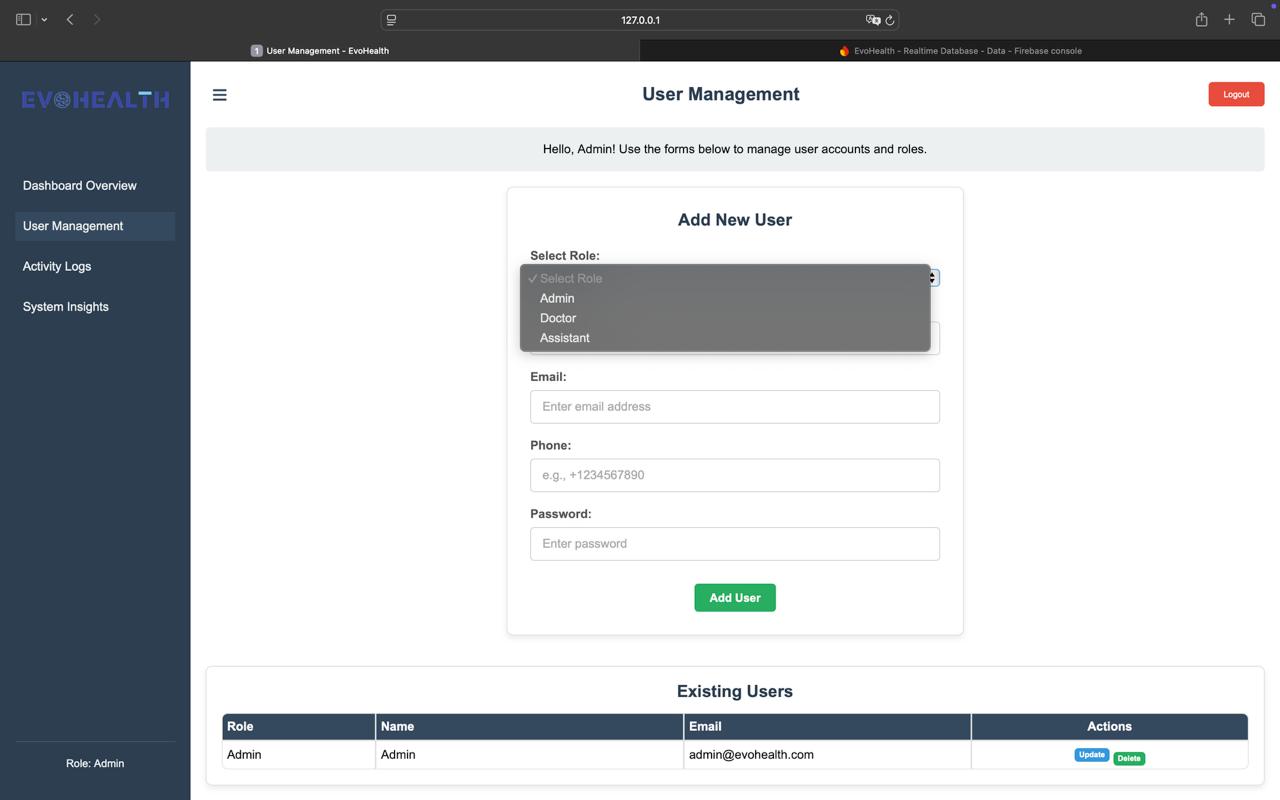 127.0.0.1
1 User Management - EvoHealth
EvoHealth - Realtime Database - Data - Firebase console
EVOHEALTH
User Management
Logout
Hello, Admin! Use the forms below to manage user accounts and roles.
Dashboard Overview
User Management
Activity Logs
System Insights
Role: Admin
Add New User
Select Role:
✓ Select Role
Admin
Doctor
Assistant
Email:
Enter email address
Phone:
e.g., +1234567890
Password:
Enter password
Add User
Existing Users
Role Name Email Actions
Admin Admin admin@evohealth.com Update Delete